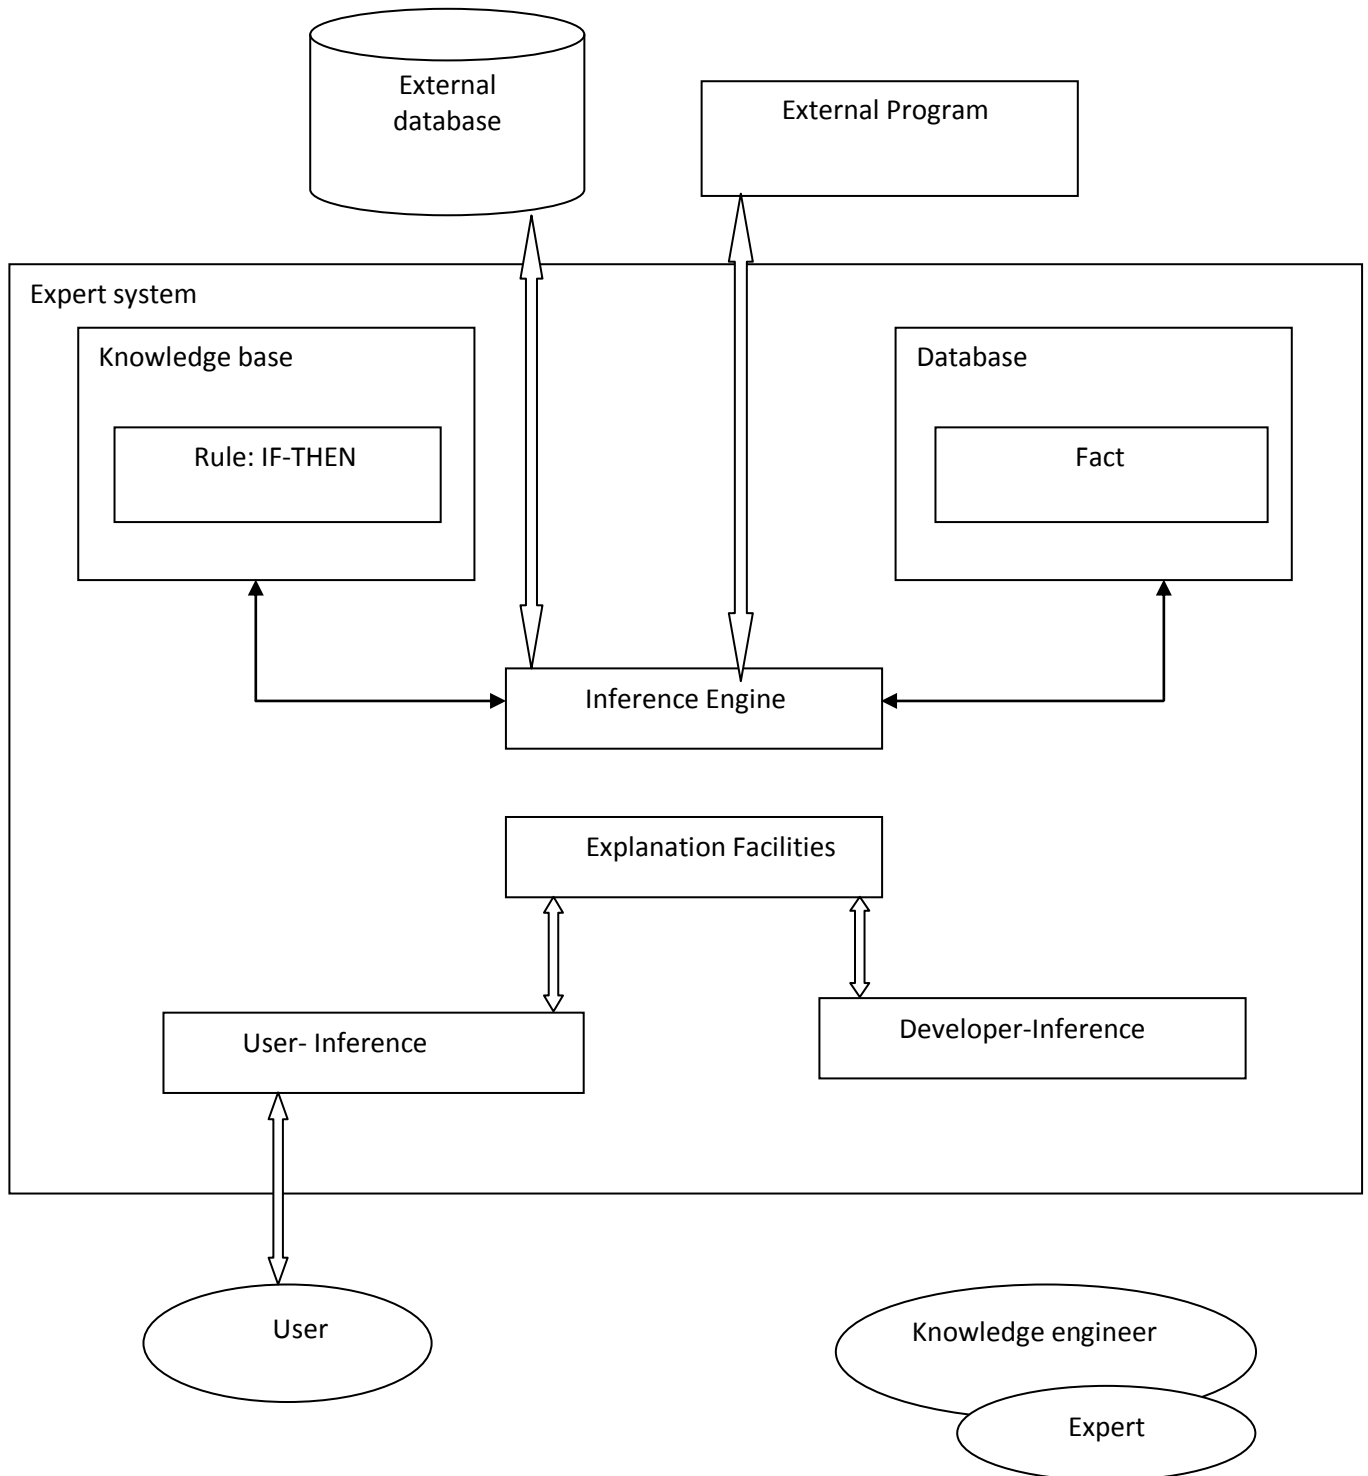 External
database
External Program
Expert system
Knowledge base
Database
Rule: IF-THEN
Fact
Inference Engine
Explanation Facilities
User- Inference
Developer-Inference
User
Knowledge engineer
Expert